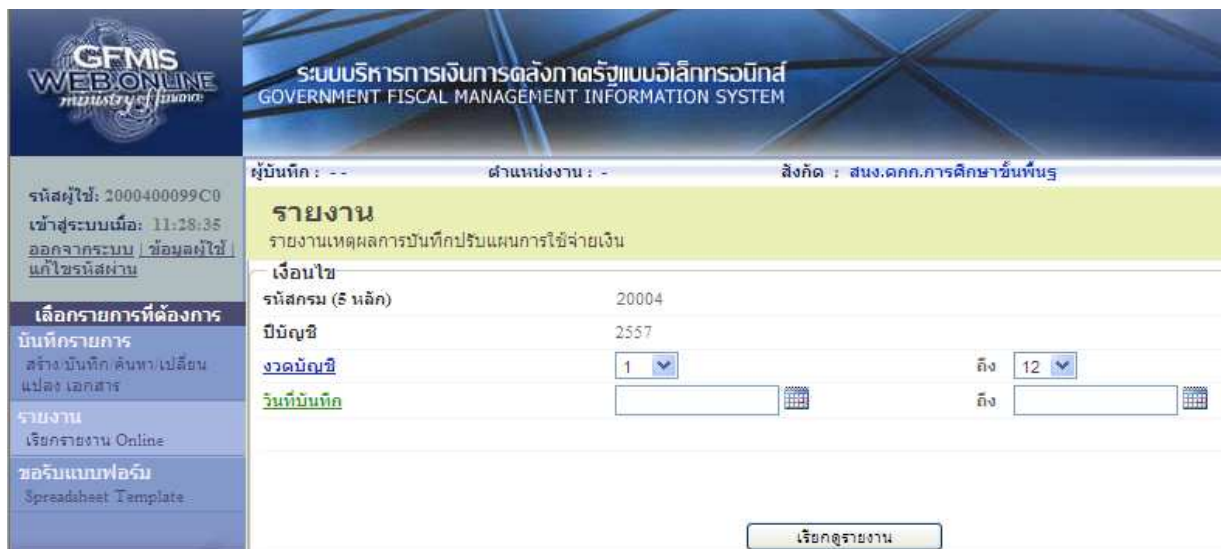 GFMIS
WEB ONLINE
ministry of finance
ระบบบริหารการเงินการคลังภาครัฐแบบอิเล็กทรอนิกส์
GOVERNMENT FISCAL MANAGEMENT INFORMATION SYSTEM
ผู้บันทึก : - - ตำแหน่งงาน : - สังกัด : สนง.คกก.การศึกษาขั้นพื้นฐ
รหัสผู้ใช้: 2000400099C0
เข้าสู่ระบบเมื่อ: 11:28:35
ออกจากระบบ | ข้อมูลผู้ใช้ |
แก้ไขรหัสผ่าน
เลือกรายการที่ต้องการ
บันทึกรายการ
สร้าง/บันทึก/ค้นหา/เปลี่ยน
แปลง เอกสาร
รายงาน
เรียกรายงาน Online
ขอรับแบบฟอร์ม
Spreadsheet Template
รายงาน
รายงานเหตุผลการบันทึกปรับแผนการใช้จ่ายเงิน
เงื่อนไข
รหัสกรม (5 หลัก) 20004
ปีบัญชี 2557
งวดบัญชี 1 ถึง 12
วันที่บันทึก ถึง
เรียกดูรายงาน